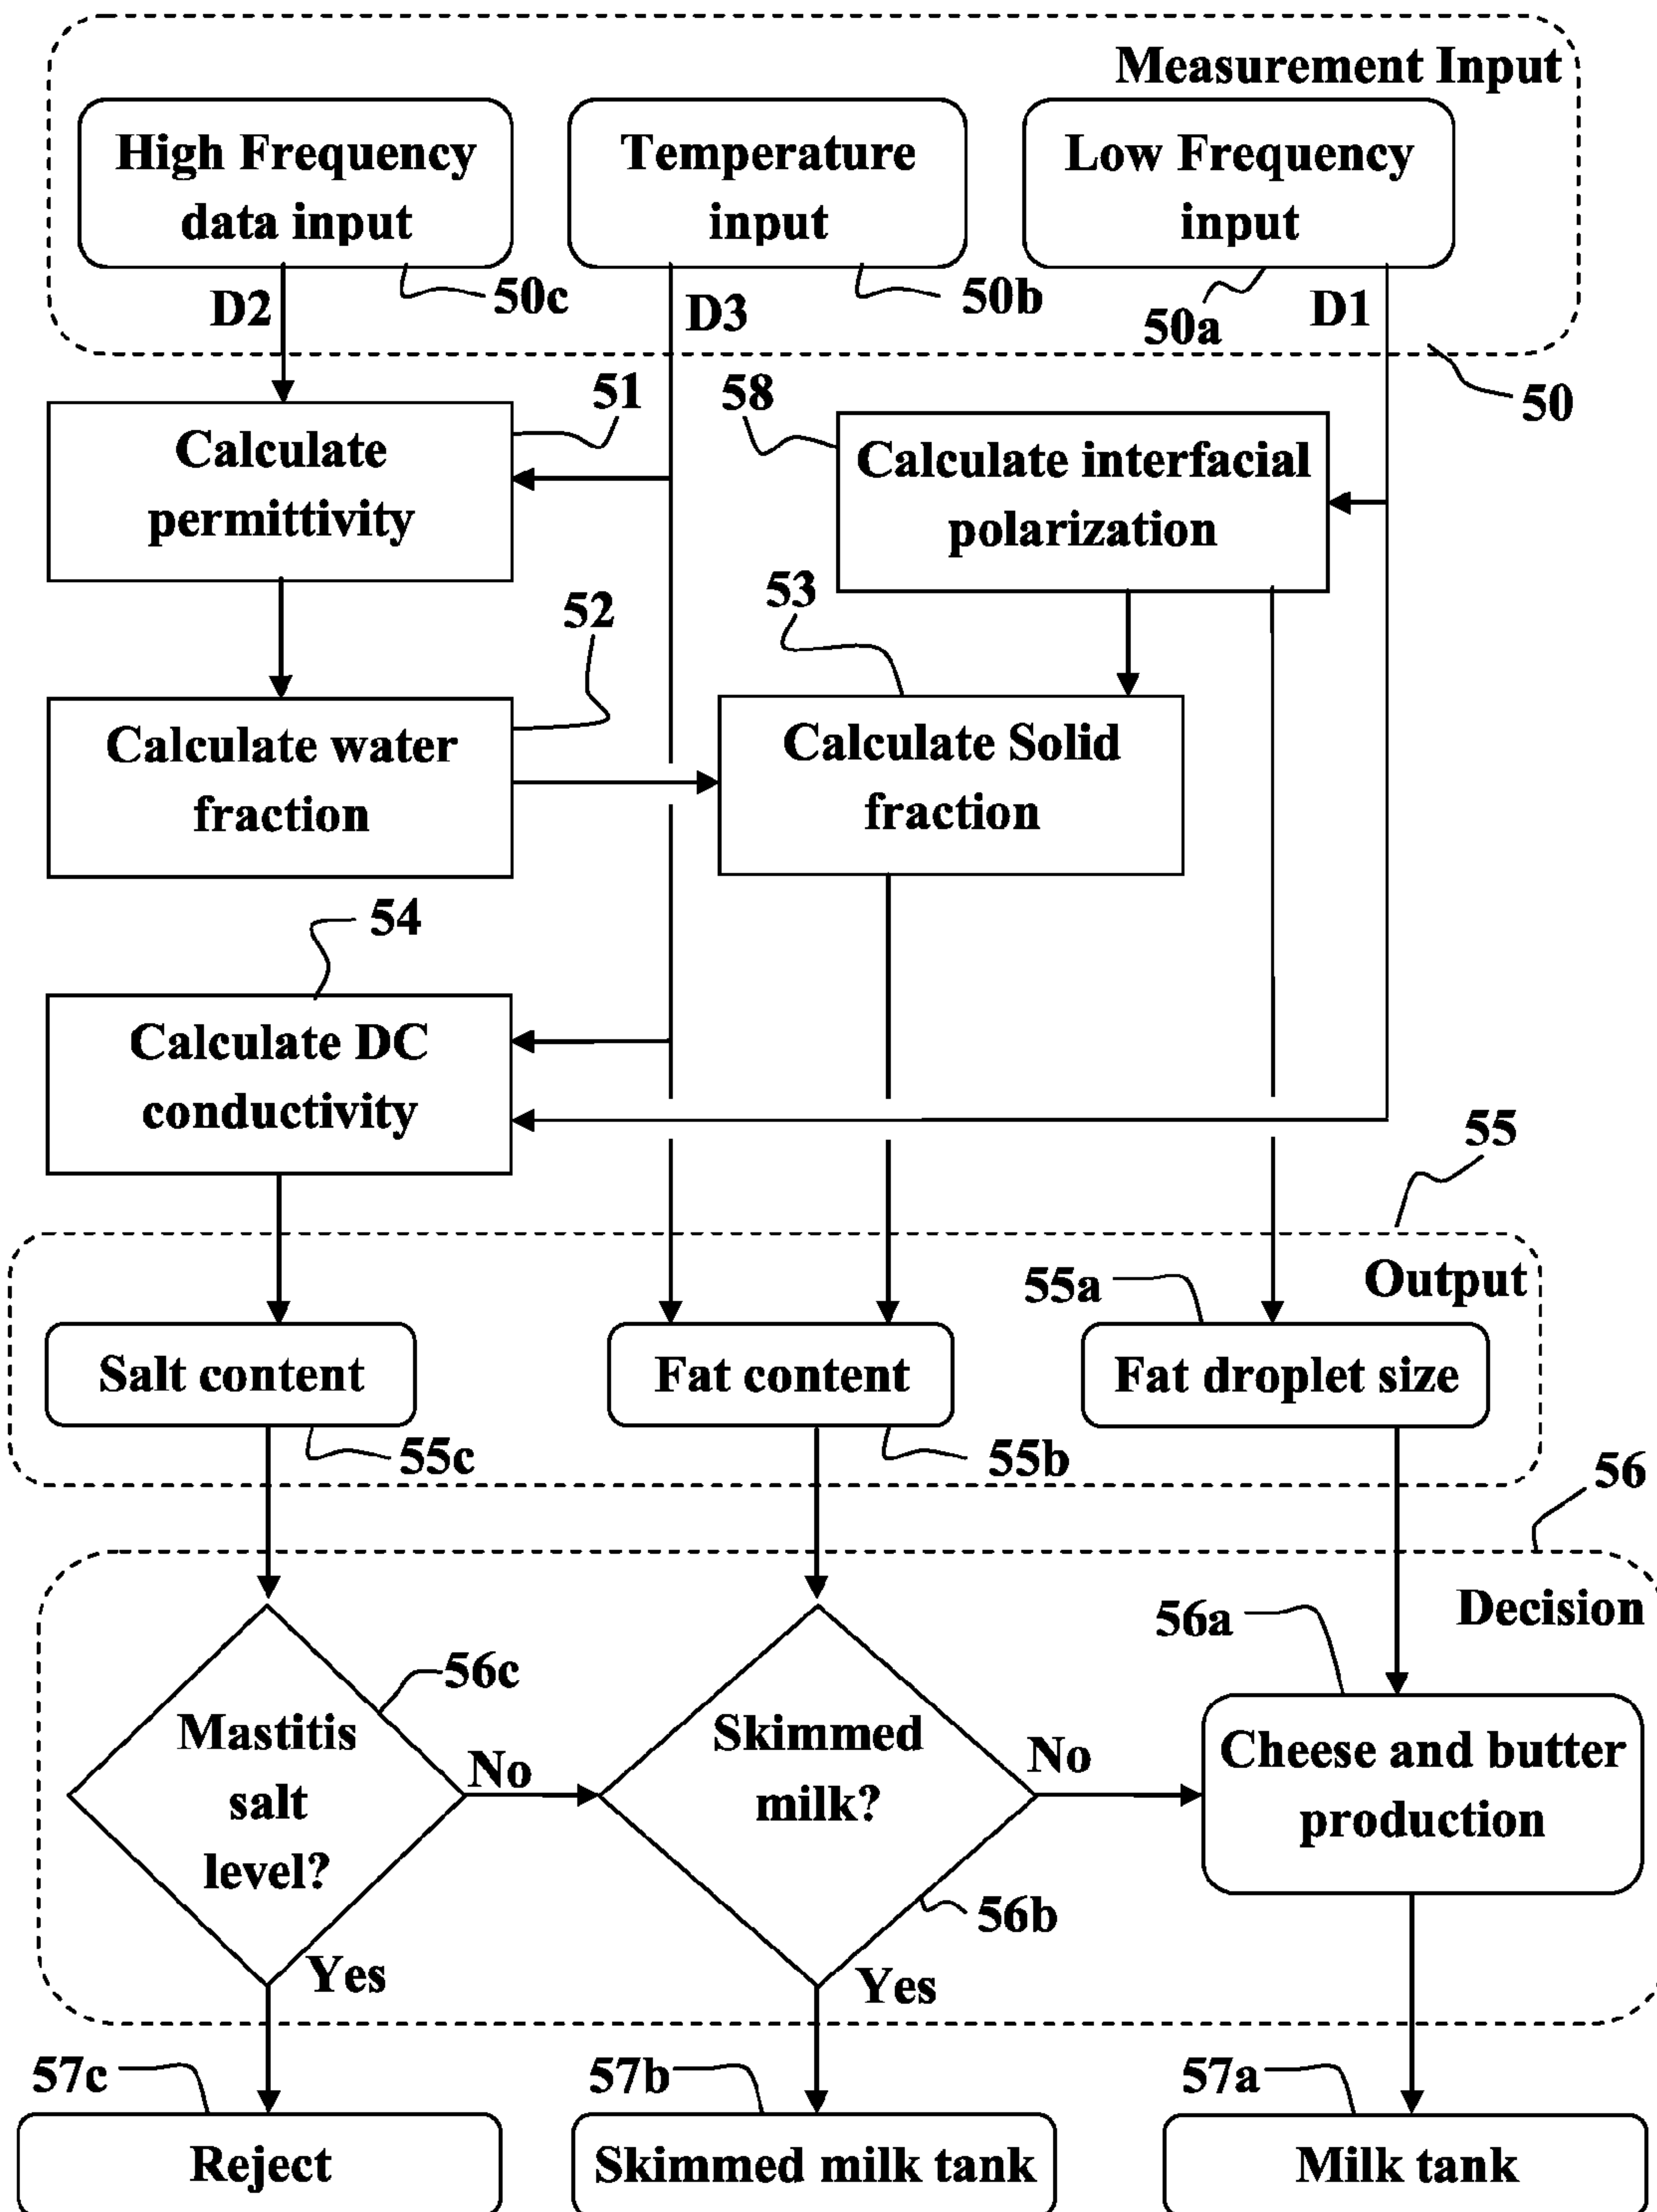 Measurement Input
High Frequency
data input
Temperature
input
Low Frequency
input
D2
50c
D3
50b
50a
D1
50
51
58
Calculate
permittivity
Calculate interfacial
polarization
52
53
Calculate water
fraction
Calculate Solid
fraction
54
Calculate DC
conductivity
55
Output
55a
Salt content
Fat content
Fat droplet size
55c
55b
56
Decision
56a
56c
Mastitis
salt
level?
No
Skimmed
milk?
No
Cheese and butter
production
56b
Yes
Yes
57c
57b
57a
Reject
Skimmed milk tank
Milk tank